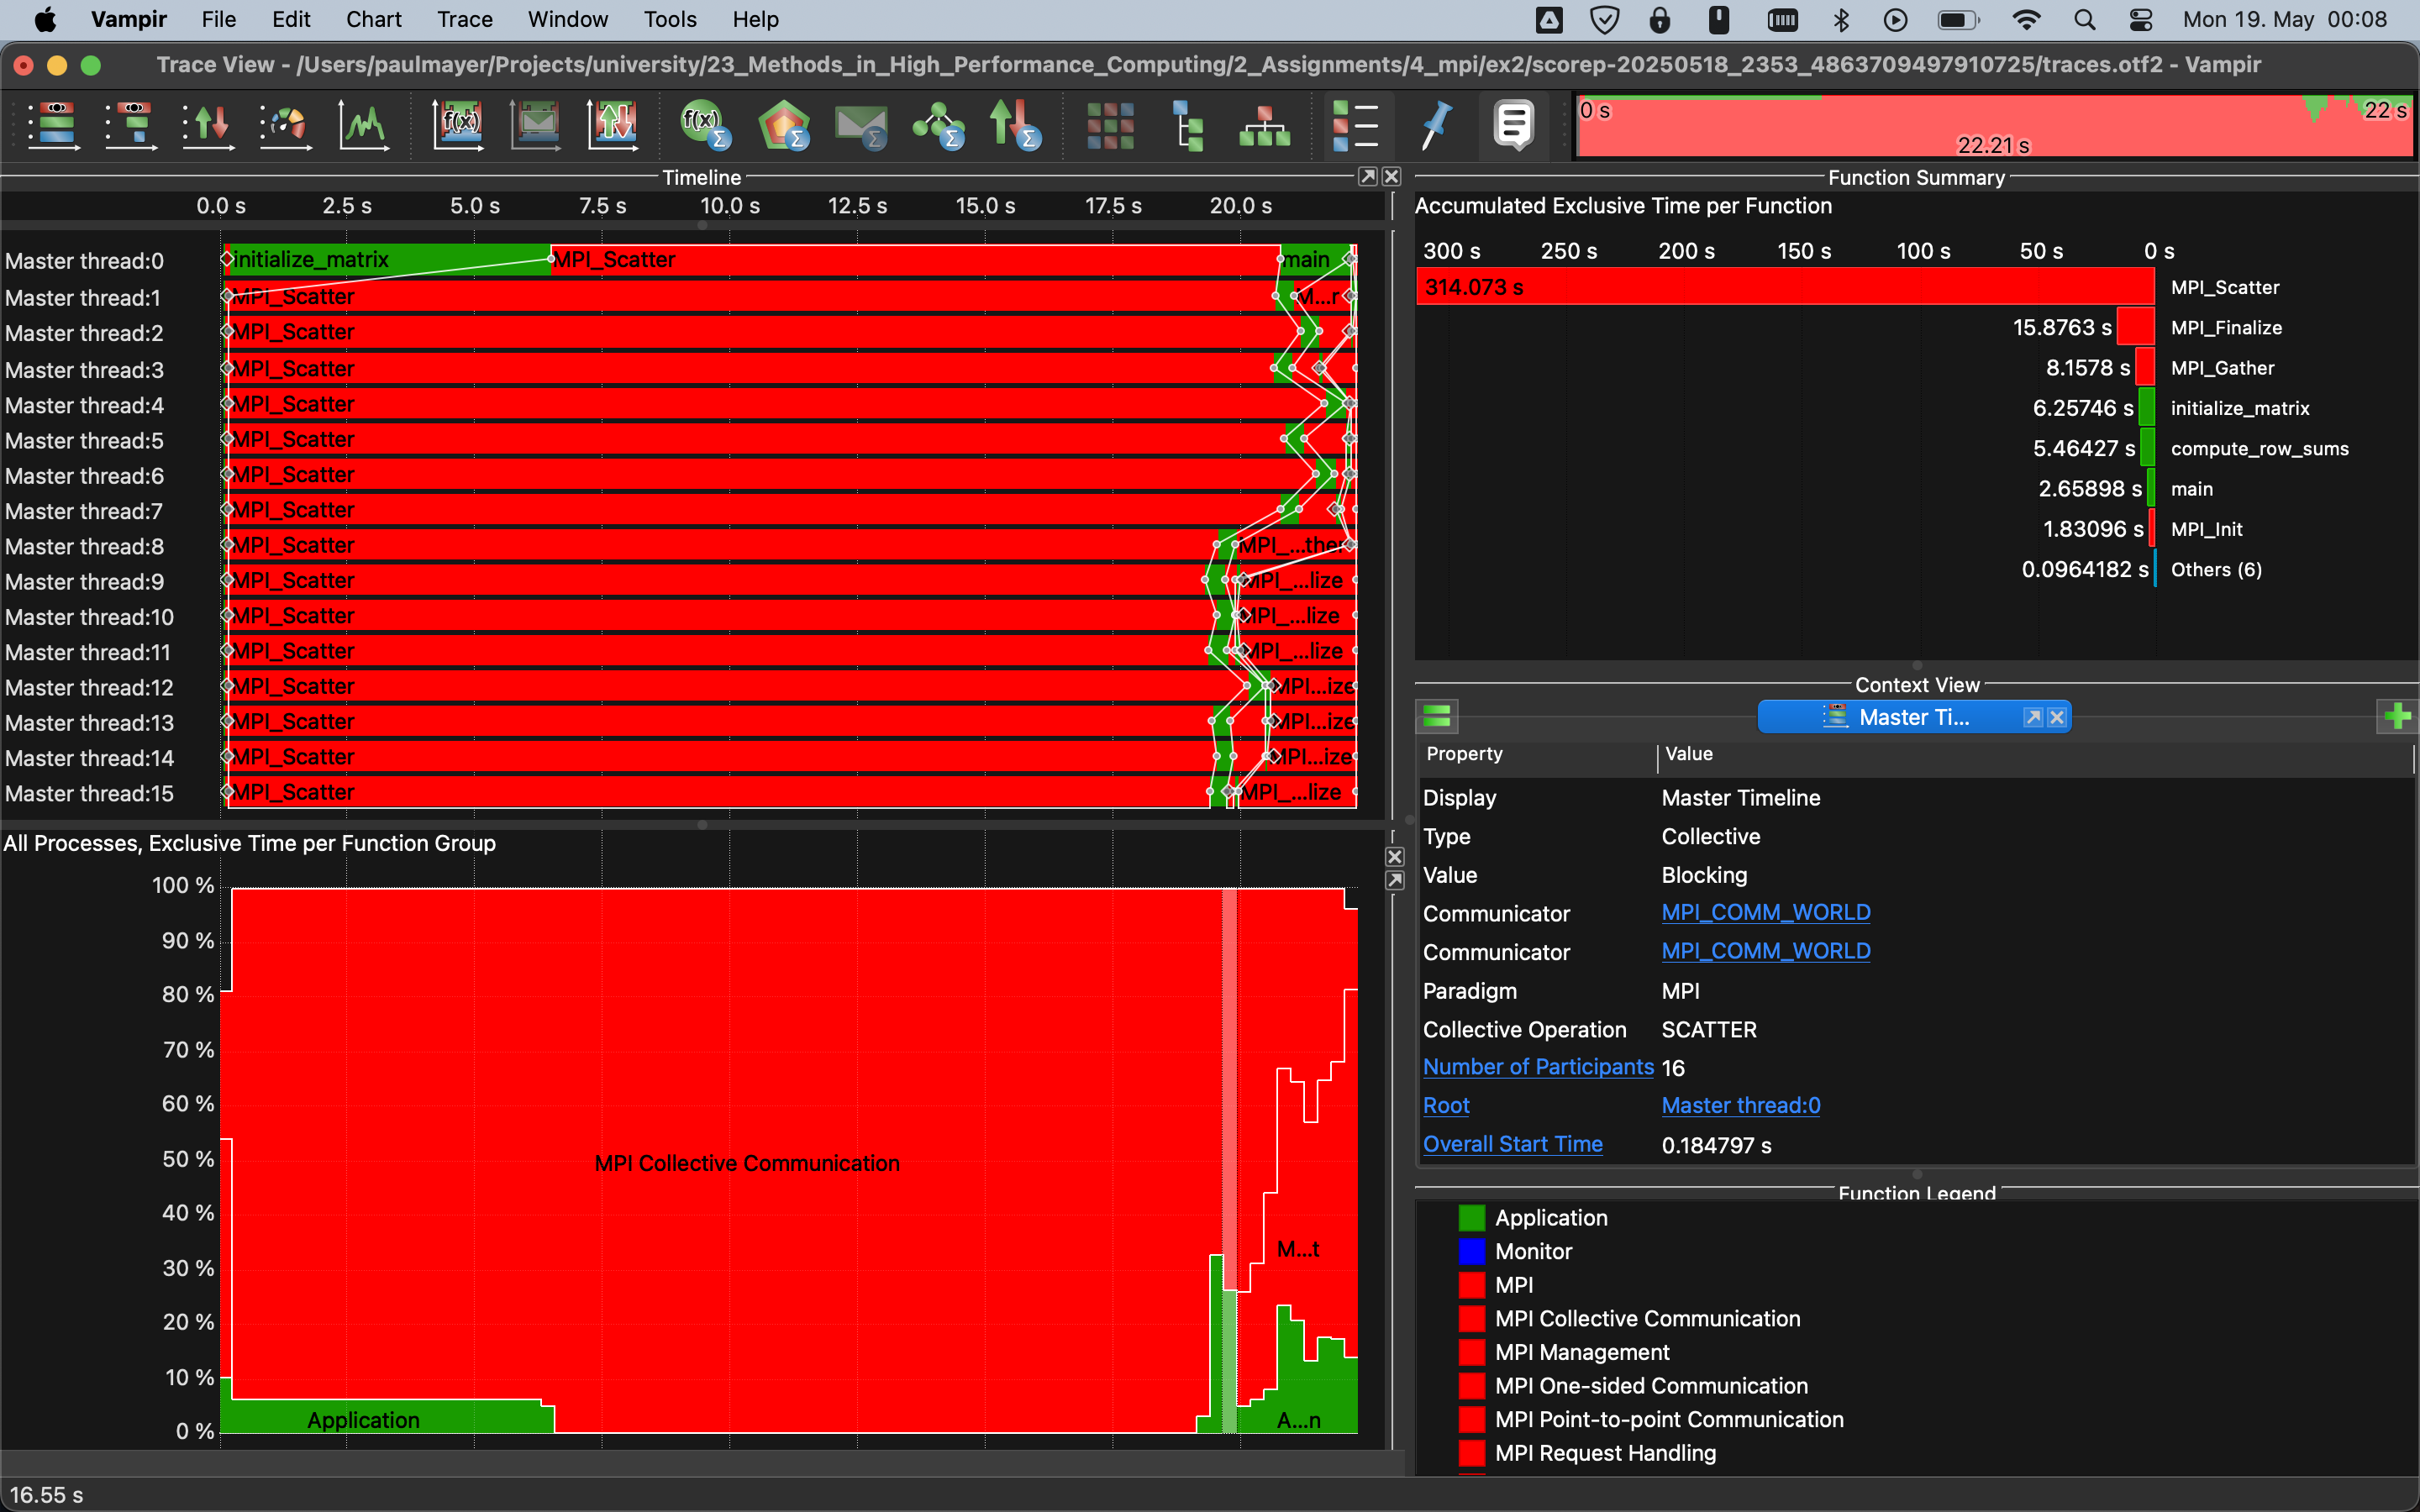 Vampir File Edit Chart Trace Window Tools Help Mon 19. May 00:08
Trace View - /Users/paulmayer/Projects/university/23_Methods_in_High_Performance_Computing/2_Assignments/4_mpi/ex2/scorep-20250518_2353_4863709497910725/traces.otf2 - Vampir
f(x) f(x) Σ Σ Σ Σ Σ
0 s 22 s
22.21 s
Timeline
0.0 s 2.5 s 5.0 s 7.5 s 10.0 s 12.5 s 15.0 s 17.5 s 20.0 s
Master thread:0 initialize_matrix MPI_Scatter main
Master thread:1 MPI_Scatter M...r
Master thread:2 MPI_Scatter
Master thread:3 MPI_Scatter
Master thread:4 MPI_Scatter
Master thread:5 MPI_Scatter
Master thread:6 MPI_Scatter
Master thread:7 MPI_Scatter
Master thread:8 MPI_Scatter MPI_...ther
Master thread:9 MPI_Scatter MPI_...lize
Master thread:10 MPI_Scatter MPI_...lize
Master thread:11 MPI_Scatter MPI_...lize
Master thread:12 MPI_Scatter MPI...ize
Master thread:13 MPI_Scatter MPI...ize
Master thread:14 MPI_Scatter MPI...ize
Master thread:15 MPI_Scatter MPI_...lize
All Processes, Exclusive Time per Function Group
100 %
90 %
80 %
70 %
60 %
50 %
40 %
30 %
20 %
10 %
0 %
MPI Collective Communication
M...t
Application
A...n
16.55 s
Function Summary
Accumulated Exclusive Time per Function
300 s 250 s 200 s 150 s 100 s 50 s 0 s
314.073 s MPI_Scatter
15.8763 s MPI_Finalize
8.1578 s MPI_Gather
6.25746 s initialize_matrix
5.46427 s compute_row_sums
2.65898 s main
1.83096 s MPI_Init
0.0964182 s Others (6)
Context View
Master Ti...
Property Value
Display Master Timeline
Type Collective
Value Blocking
Communicator MPI_COMM_WORLD
Communicator MPI_COMM_WORLD
Paradigm MPI
Collective Operation SCATTER
Number of Participants 16
Root Master thread:0
Overall Start Time 0.184797 s
Function Legend
Application
Monitor
MPI
MPI Collective Communication
MPI Management
MPI One-sided Communication
MPI Point-to-point Communication
MPI Request Handling